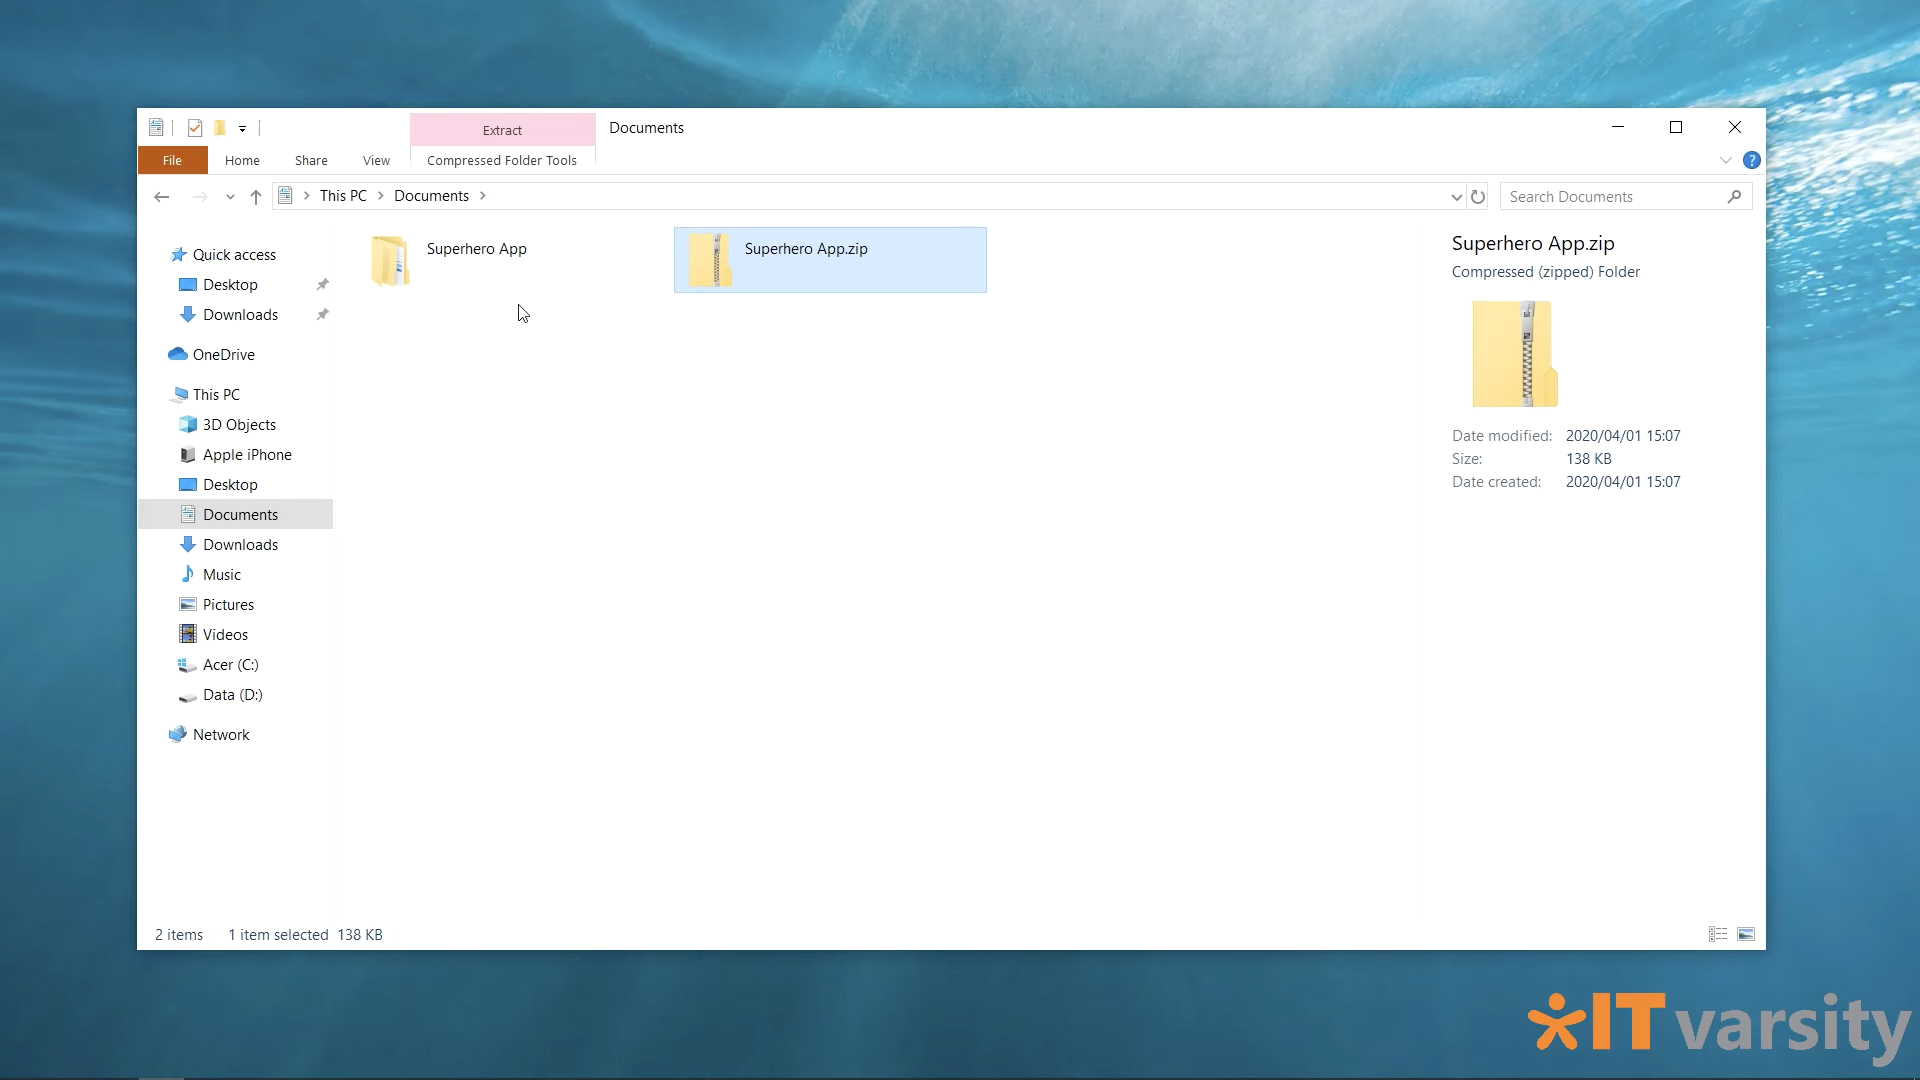 Extract
Documents
File
Home
Share
View
Compressed Folder Tools
?
This PC
Documents
Search Documents
Quick access
Desktop
Downloads
OneDrive
This PC
3D Objects
Apple iPhone
Desktop
Documents
Downloads
Music
Pictures
Videos
Acer (C:)
Data (D:)
Network
Superhero App
Superhero App.zip
Superhero App.zip
Compressed (zipped) Folder
Date modified: 2020/04/01 15:07
Size: 138 KB
Date created: 2020/04/01 15:07
2 items 1 item selected 138 KB
IT varsity